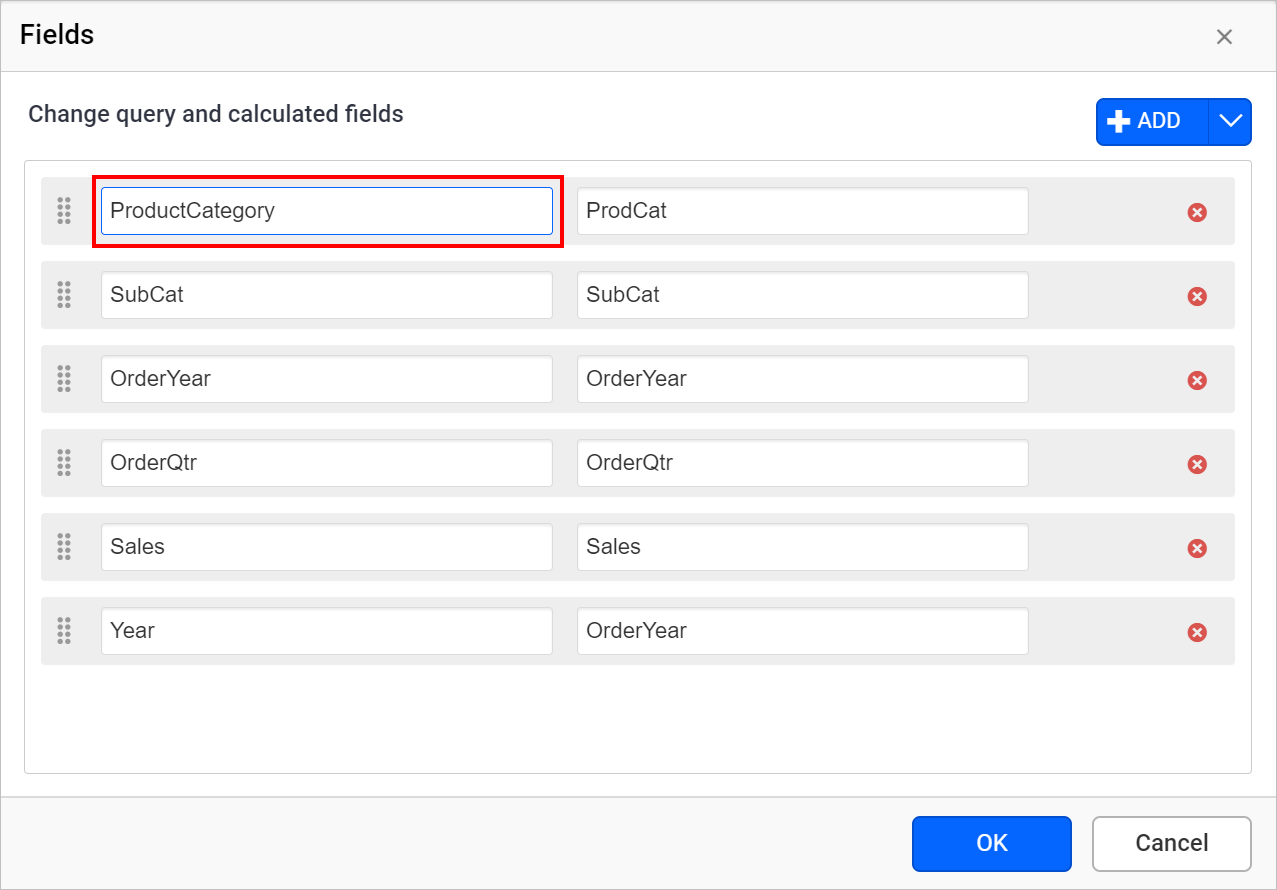 Fields
Change query and calculated fields
ADD
ProductCategory ProdCat
SubCat SubCat
OrderYear OrderYear
OrderQtr OrderQtr
Sales Sales
Year OrderYear
OK Cancel